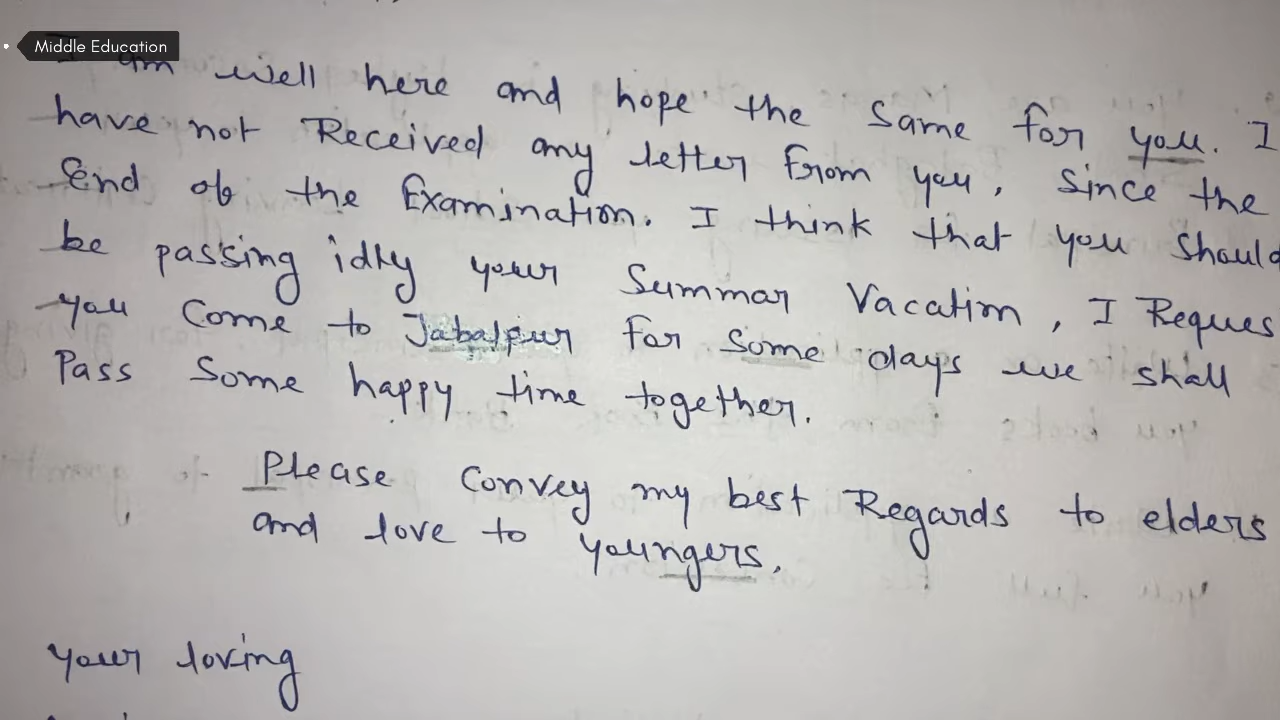 Middle Education
I am well here and hope the same for you. I
have not Received any letter from you, since the
End of the Examination. I think that you should
be passing idly your Summar Vacation, I Reques
you Come to Jabalpur for some days we shall
Pass Some happy time together.
Please Convey my best Regards to elders
and love to youngers.
your loving